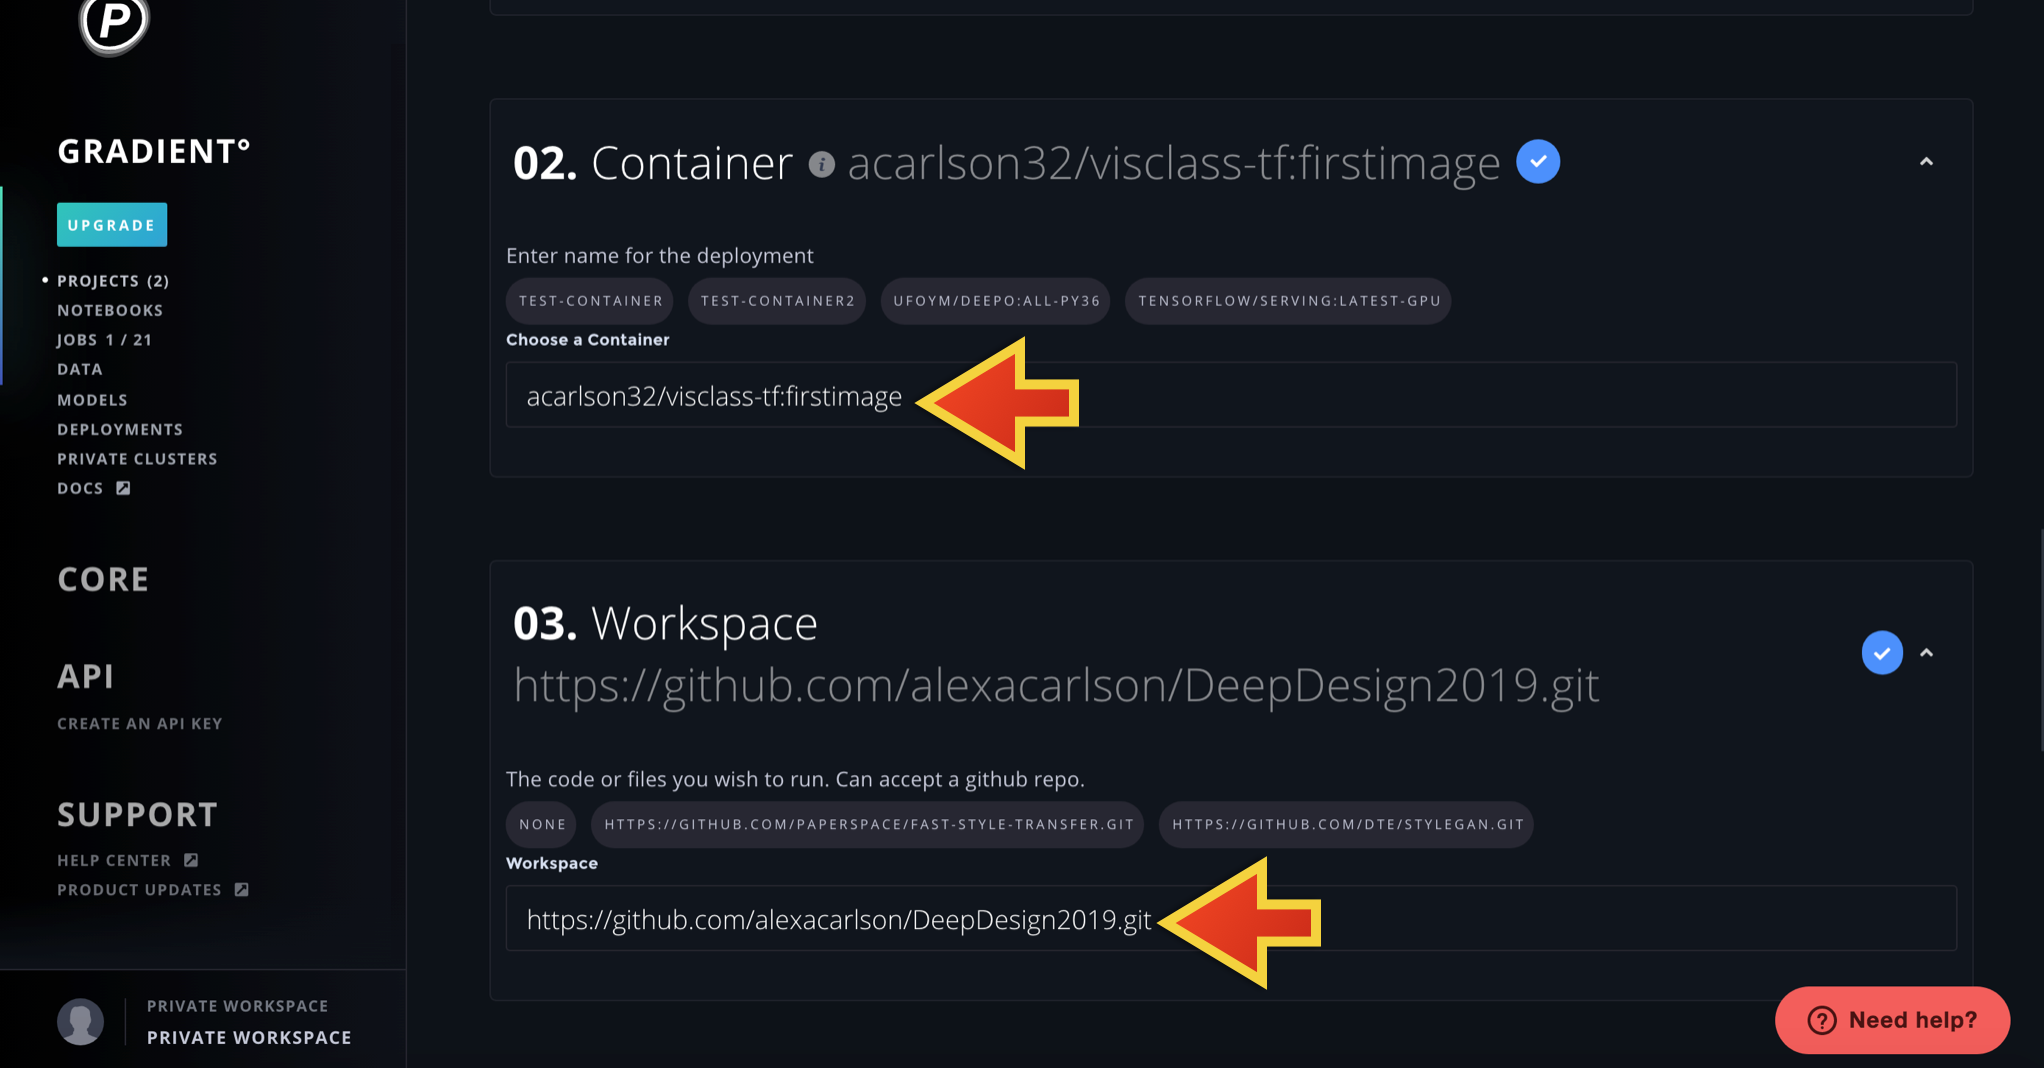 P
GRADIENT°
UPGRADE
PROJECTS (2)
NOTEBOOKS
JOBS 1 / 21
DATA
MODELS
DEPLOYMENTS
PRIVATE CLUSTERS
DOCS
CORE
API
CREATE AN API KEY
SUPPORT
HELP CENTER
PRODUCT UPDATES
PRIVATE WORKSPACE
PRIVATE WORKSPACE
02. Container i acarlson32/visclass-tf:firstimage
Enter name for the deployment
TEST-CONTAINER TEST-CONTAINER2 UFOYM/DEEPO:ALL-PY36 TENSORFLOW/SERVING:LATEST-GPU
Choose a Container
acarlson32/visclass-tf:firstimage
03. Workspace
https://github.com/alexacarlson/DeepDesign2019.git
The code or files you wish to run. Can accept a github repo.
NONE HTTPS://GITHUB.COM/PAPERSPACE/FAST-STYLE-TRANSFER.GIT HTTPS://GITHUB.COM/DTE/STYLEGAN.GIT
Workspace
https://github.com/alexacarlson/DeepDesign2019.git
? Need help?